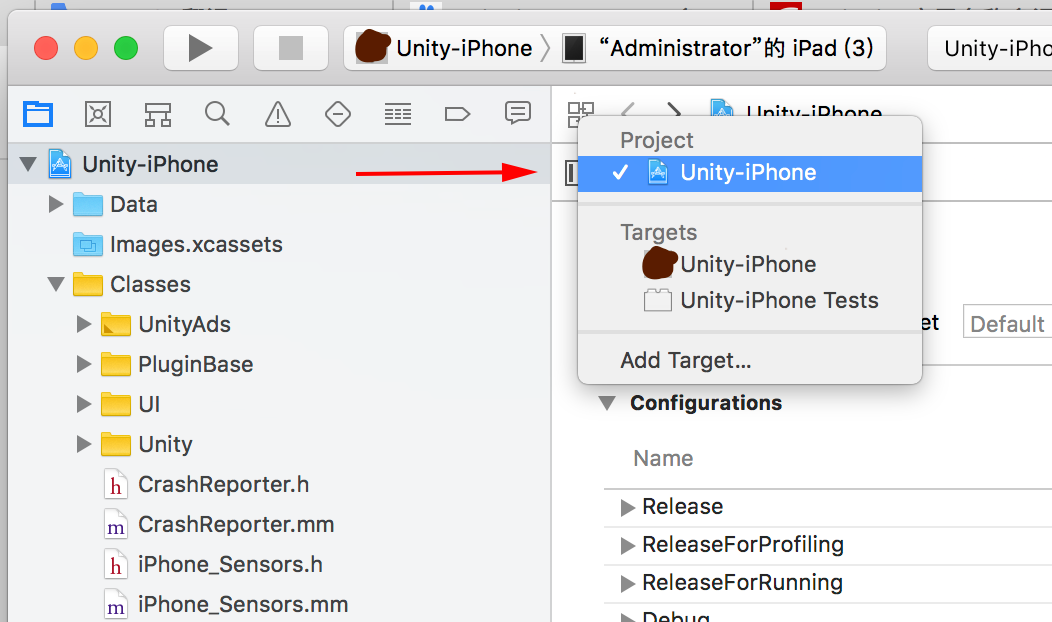 Unity-iPhone
“Administrator”的 iPad (3)
Unity-iPho
Unity-iPhone
Unity-iPhone
Data
Images.xcassets
Classes
UnityAds
PluginBase
UI
Unity
CrashReporter.h
CrashReporter.mm
iPhone_Sensors.h
iPhone_Sensors.mm
Project
Unity-iPhone
Targets
Unity-iPhone
Unity-iPhone Tests
Add Target...
et
Default
Configurations
Name
Release
ReleaseForProfiling
ReleaseForRunning
Debug